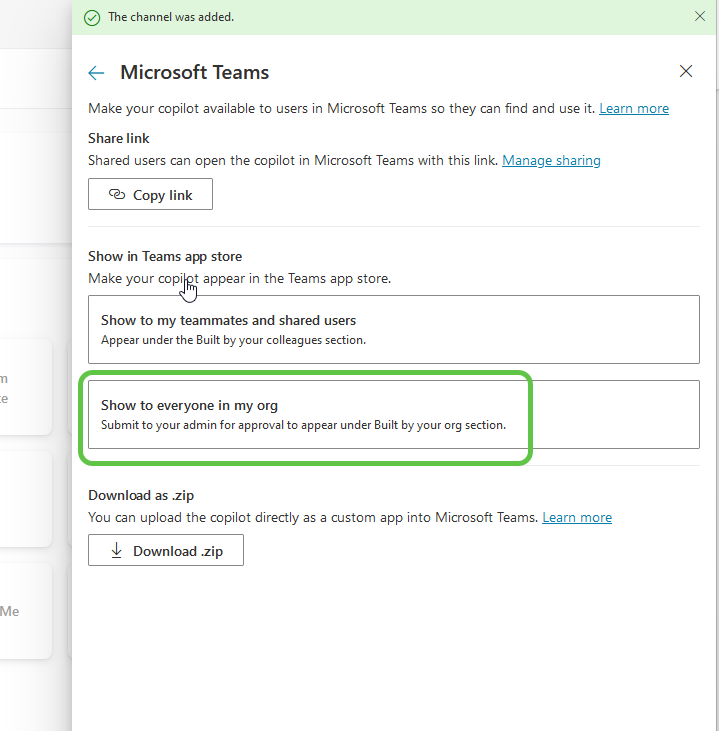 The channel was added.
Microsoft Teams
Make your copilot available to users in Microsoft Teams so they can find and use it. Learn more
Share link
Shared users can open the copilot in Microsoft Teams with this link. Manage sharing
Copy link
Show in Teams app store
Make your copilot appear in the Teams app store.
Show to my teammates and shared users
Appear under the Built by your colleagues section.
Show to everyone in my org
Submit to your admin for approval to appear under Built by your org section.
Download as .zip
You can upload the copilot directly as a custom app into Microsoft Teams. Learn more
Download .zip
Me